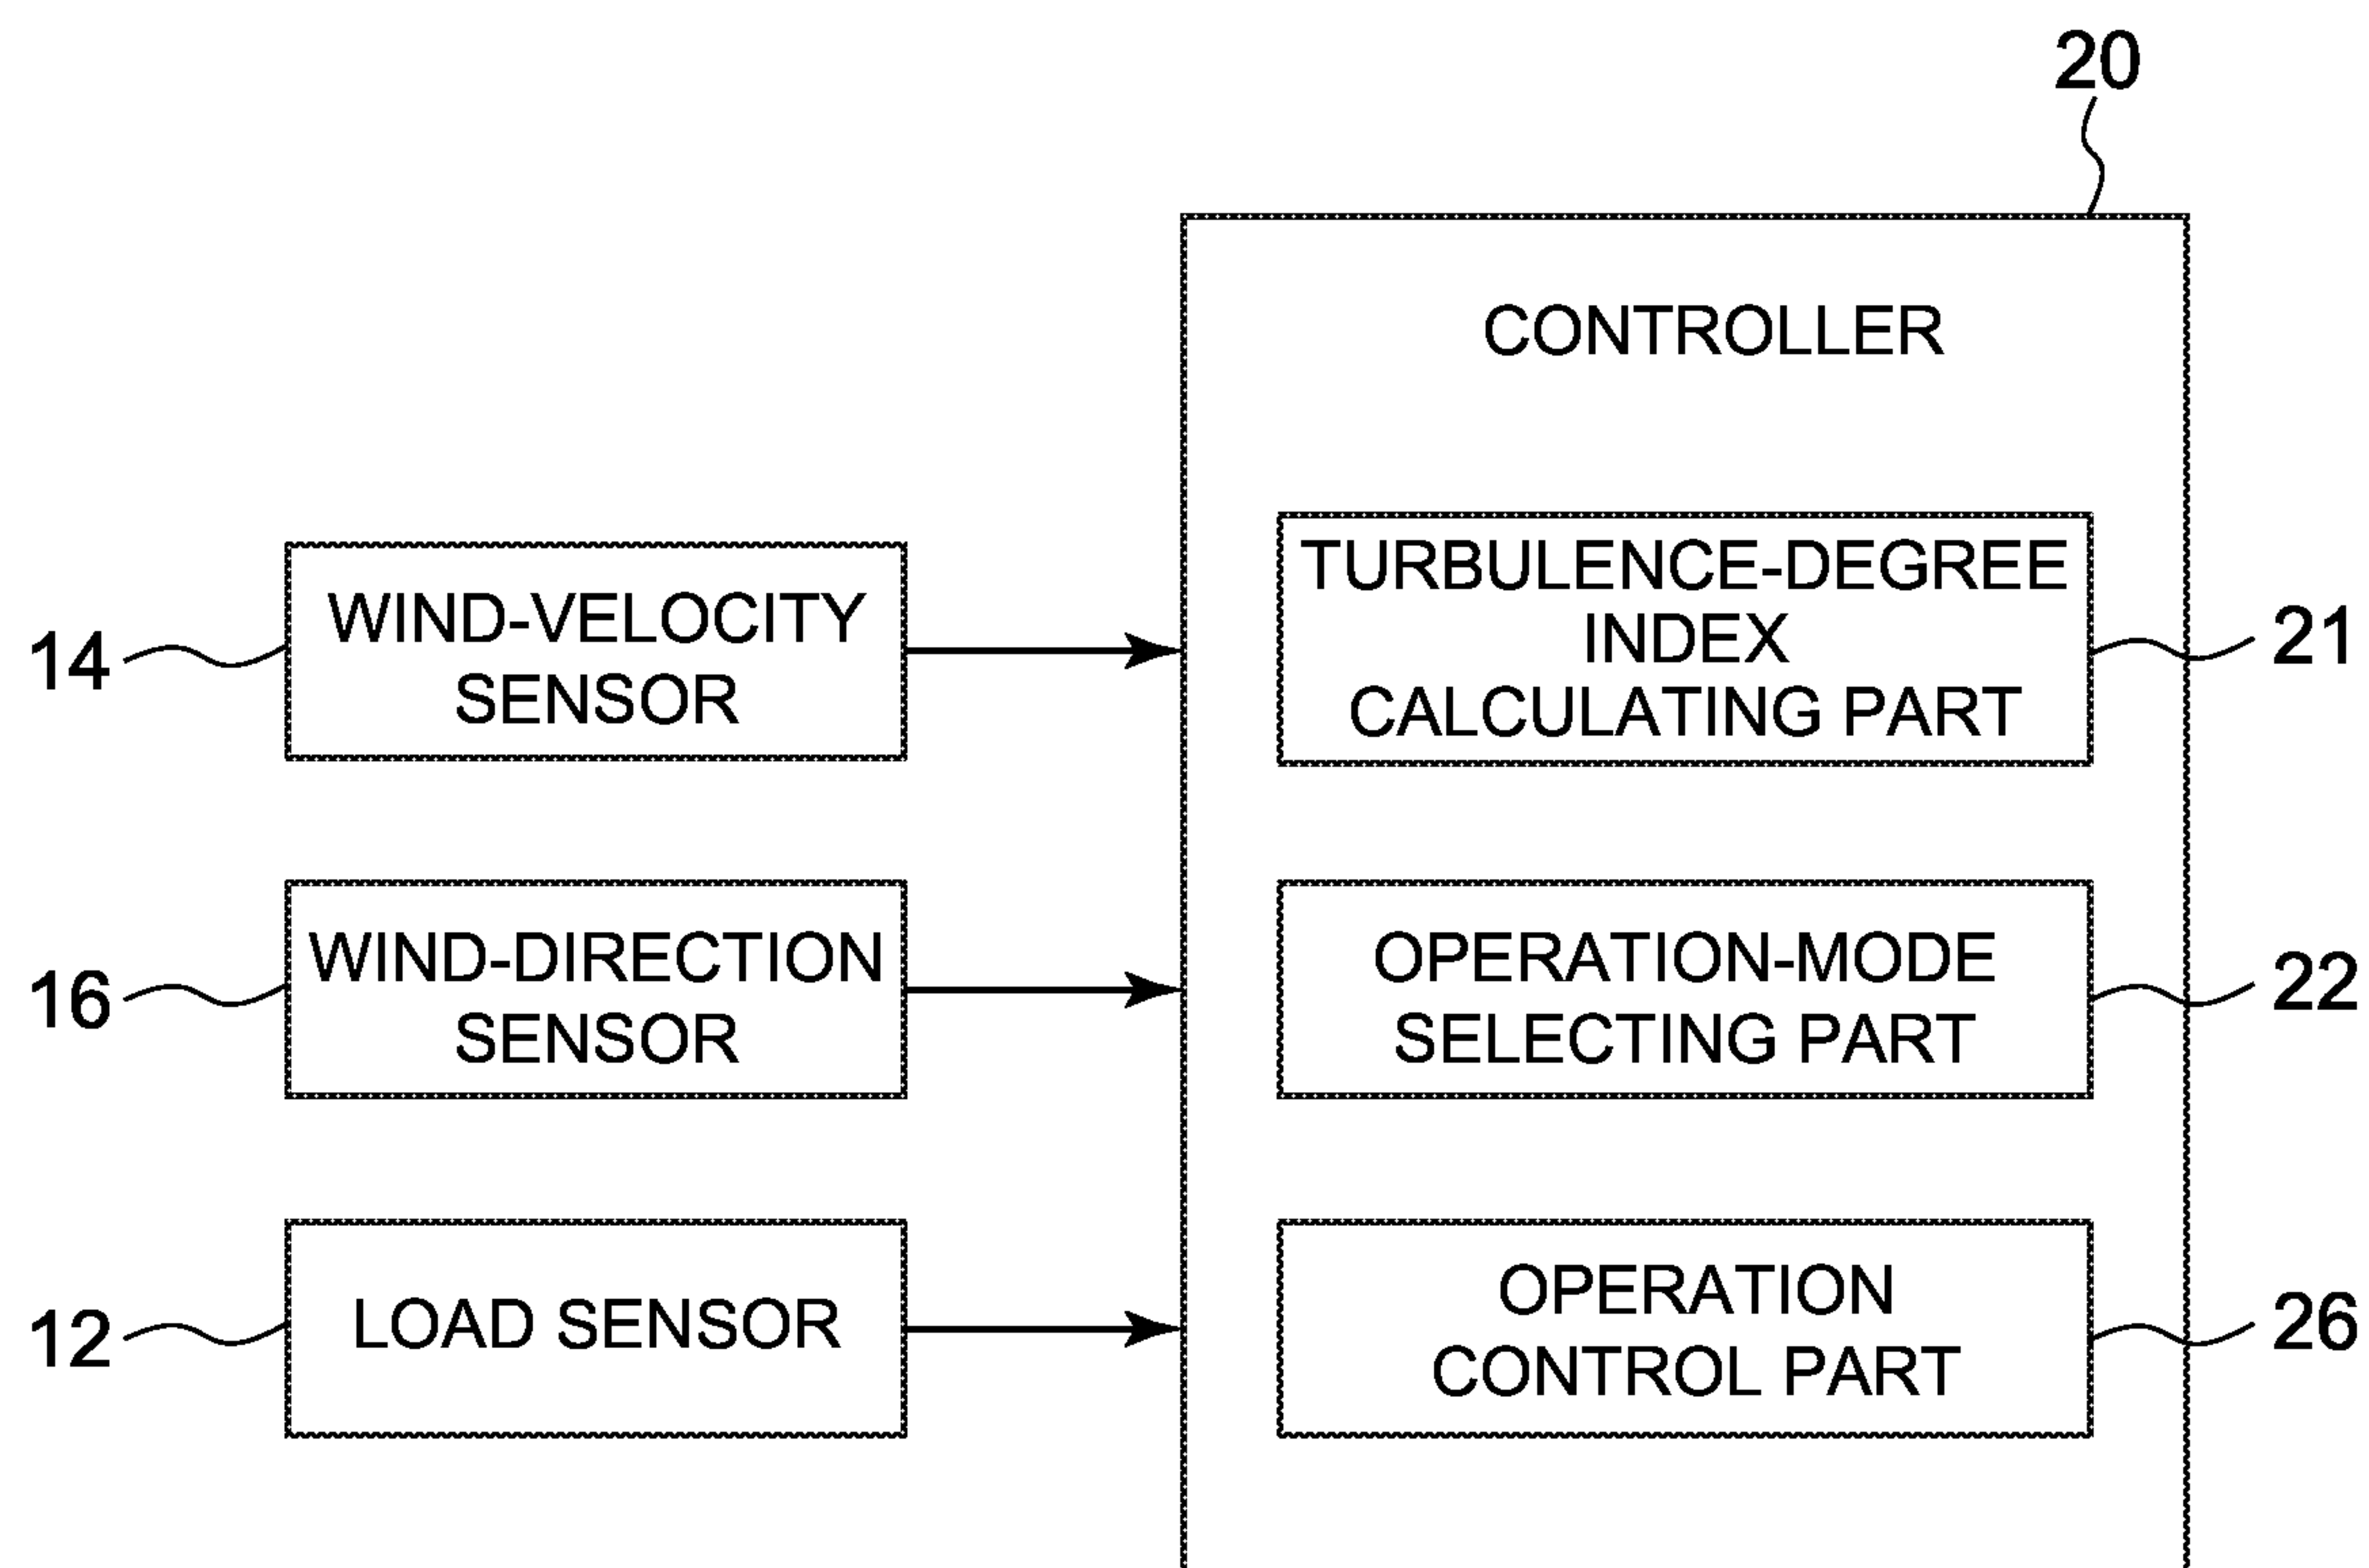 20
CONTROLLER
14
WIND-VELOCITY
SENSOR
TURBULENCE-DEGREE
INDEX
CALCULATING PART
21
16
WIND-DIRECTION
SENSOR
OPERATION-MODE
SELECTING PART
22
12
LOAD SENSOR
OPERATION
CONTROL PART
26